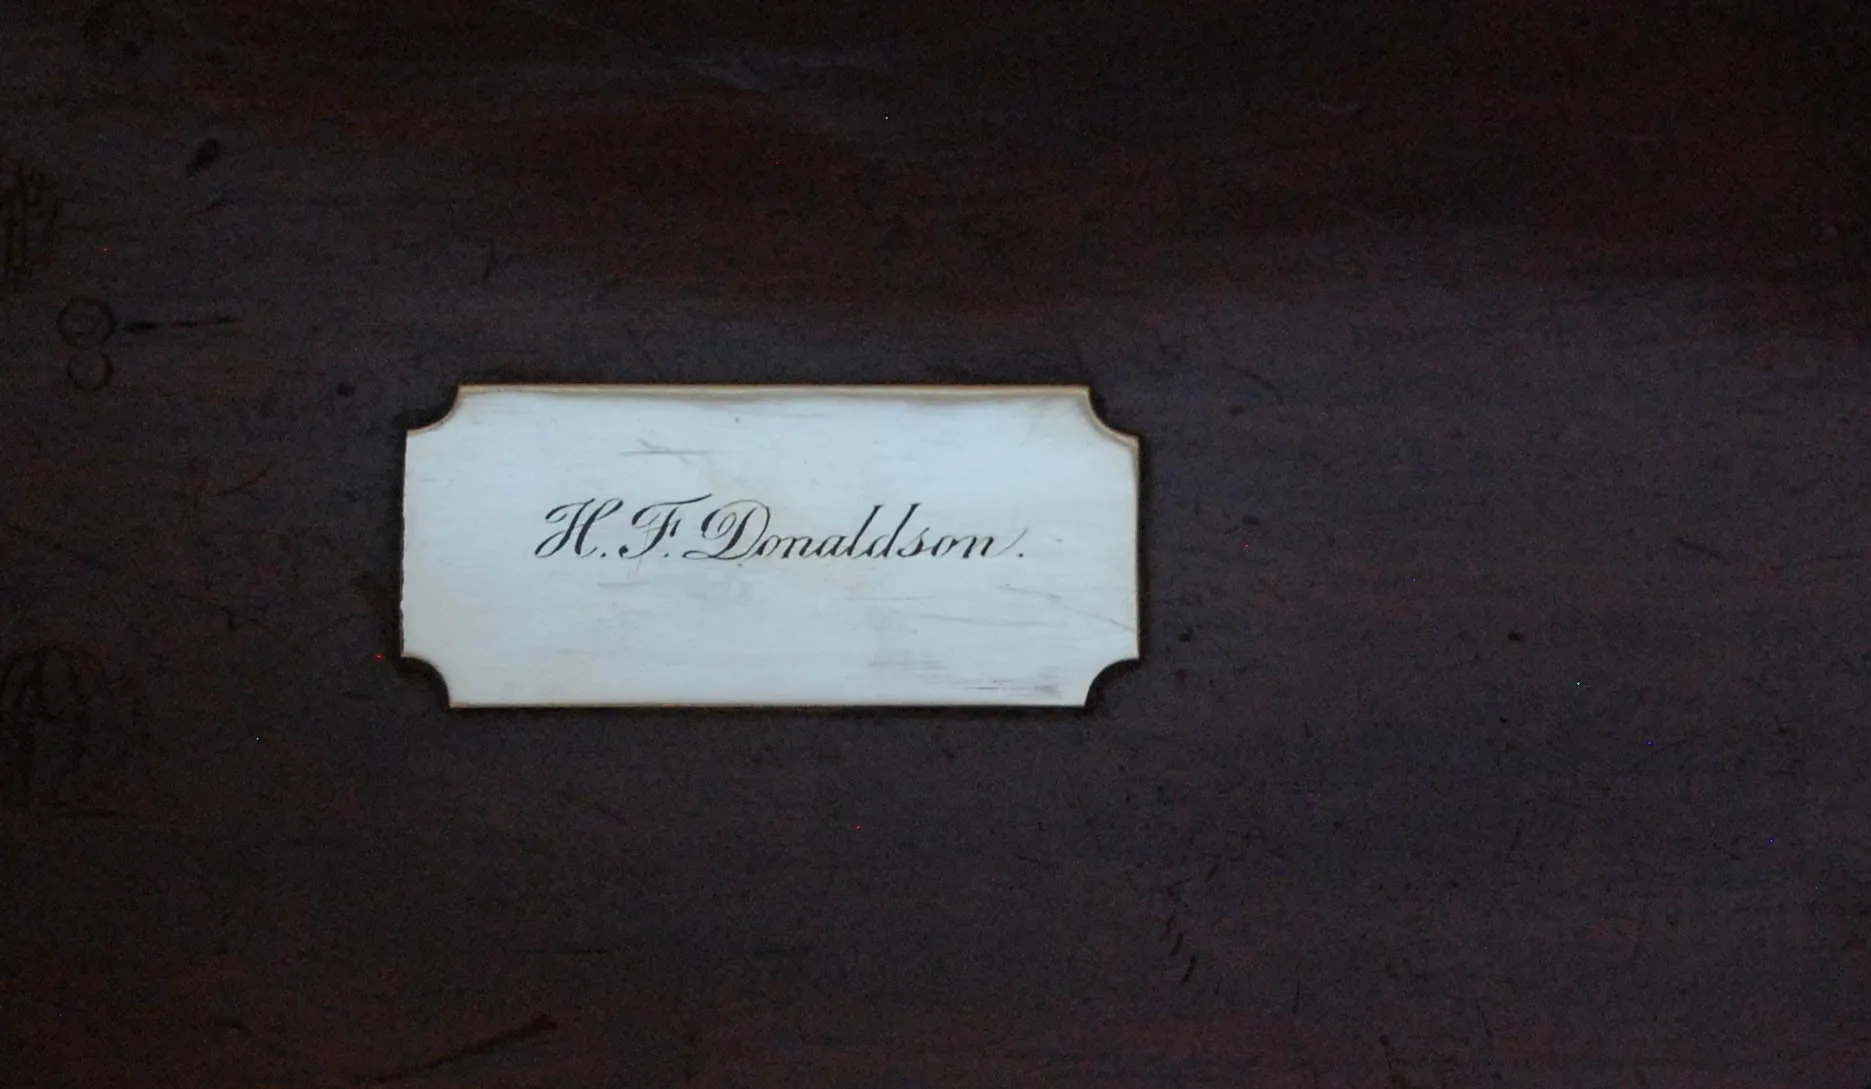 H. F. Donaldson.